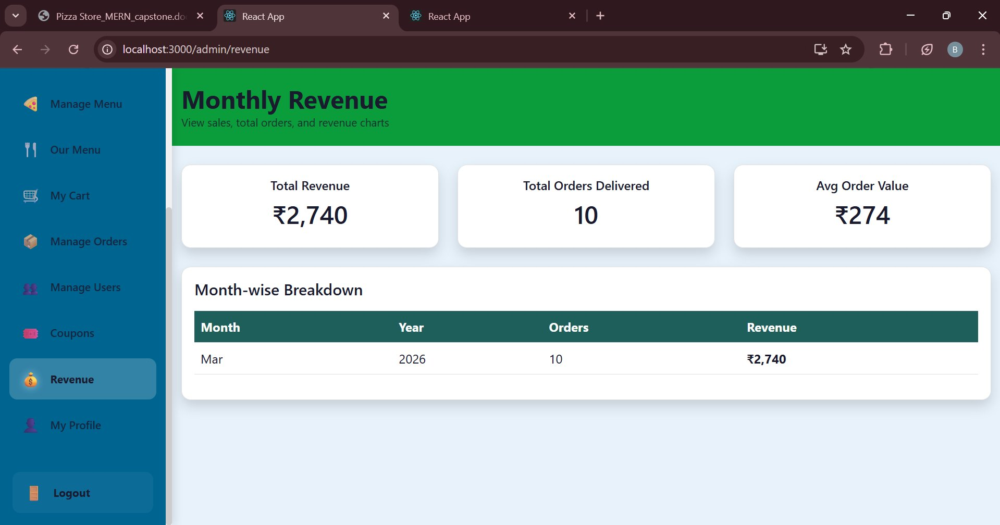 Pizza Store_MERN_capstone.do
React App
React App
localhost:3000/admin/revenue
B
Manage Menu
Our Menu
My Cart
Manage Orders
Manage Users
Coupons
Revenue
My Profile
Logout
Monthly Revenue
View sales, total orders, and revenue charts
Total Revenue
₹2,740
Total Orders Delivered
10
Avg Order Value
₹274
Month-wise Breakdown
Month Year Orders Revenue
Mar 2026 10 ₹2,740